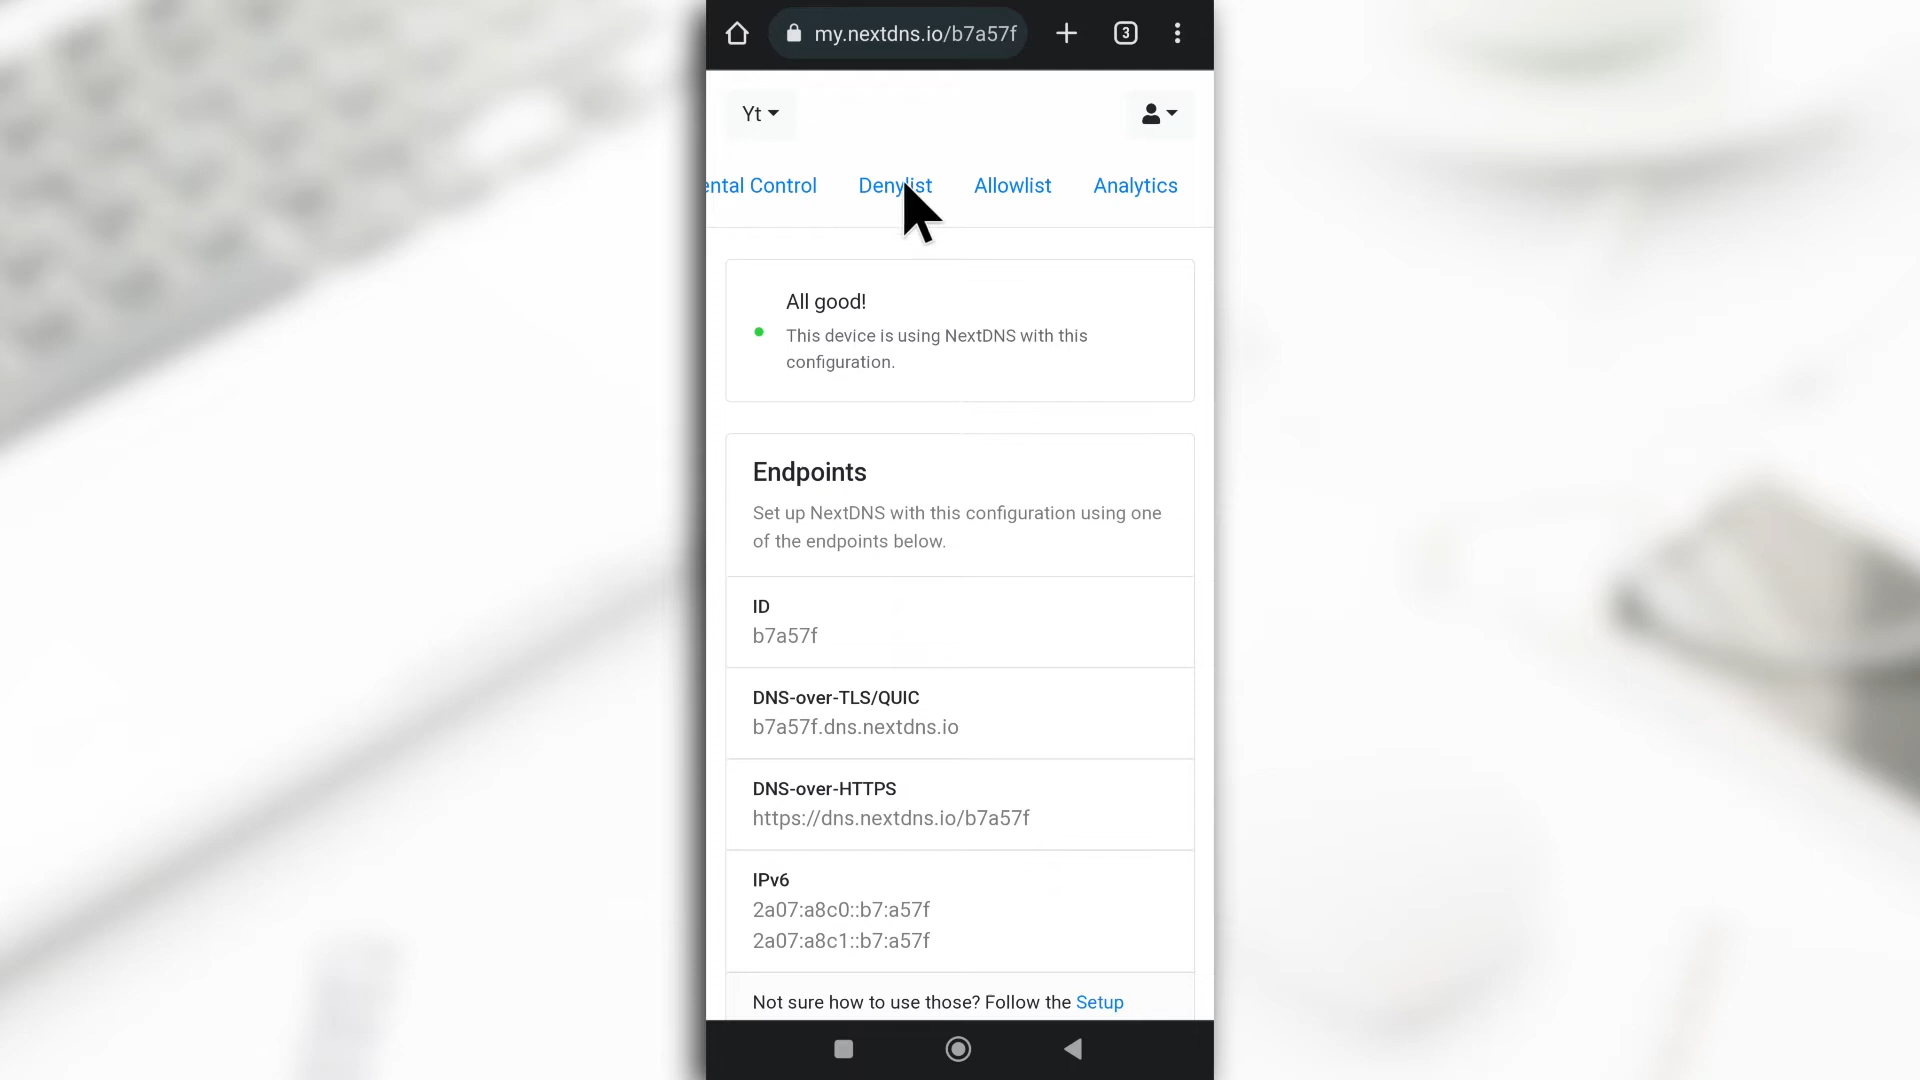 my.nextdns.io/b7a57f
3
Yt
ental Control Denylist Allowlist Analytics
All good!
This device is using NextDNS with this
configuration.
Endpoints
Set up NextDNS with this configuration using one
of the endpoints below.
ID
b7a57f
DNS-over-TLS/QUIC
b7a57f.dns.nextdns.io
DNS-over-HTTPS
https://dns.nextdns.io/b7a57f
IPv6
2a07:a8c0::b7:a57f
2a07:a8c1::b7:a57f
Not sure how to use those? Follow the Setup